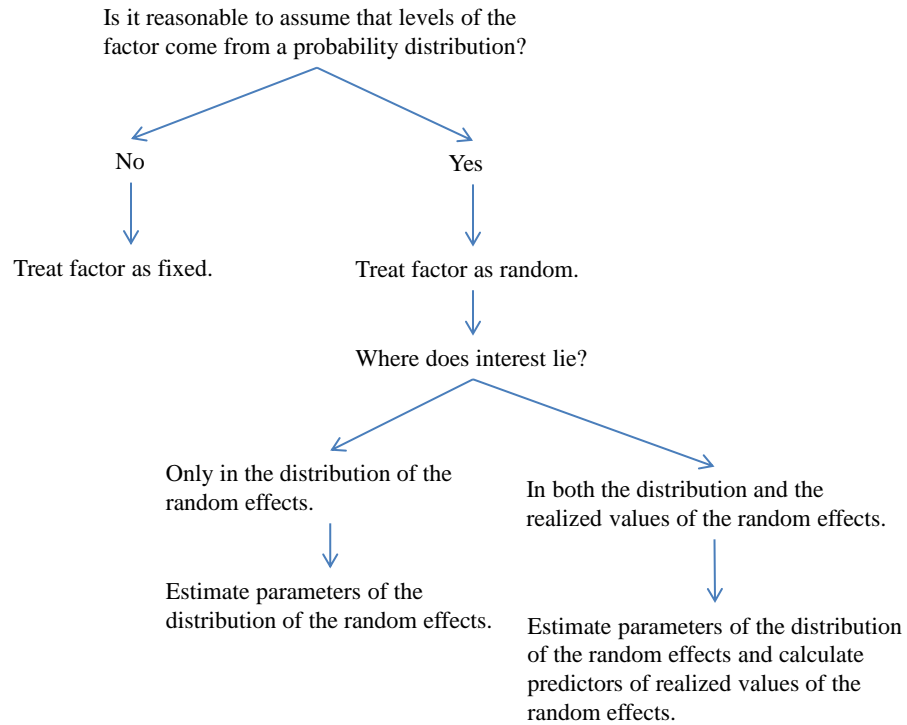 Is it reasonable to assume that levels of the
factor come from a probability distribution?
No
Yes
Treat factor as fixed.
Treat factor as random.
Where does interest lie?
Only in the distribution of the
random effects.
In both the distribution and the
realized values of the random effects.
Estimate parameters of the
distribution of the random effects.
Estimate parameters of the distribution
of the random effects and calculate
predictors of realized values of the
random effects.